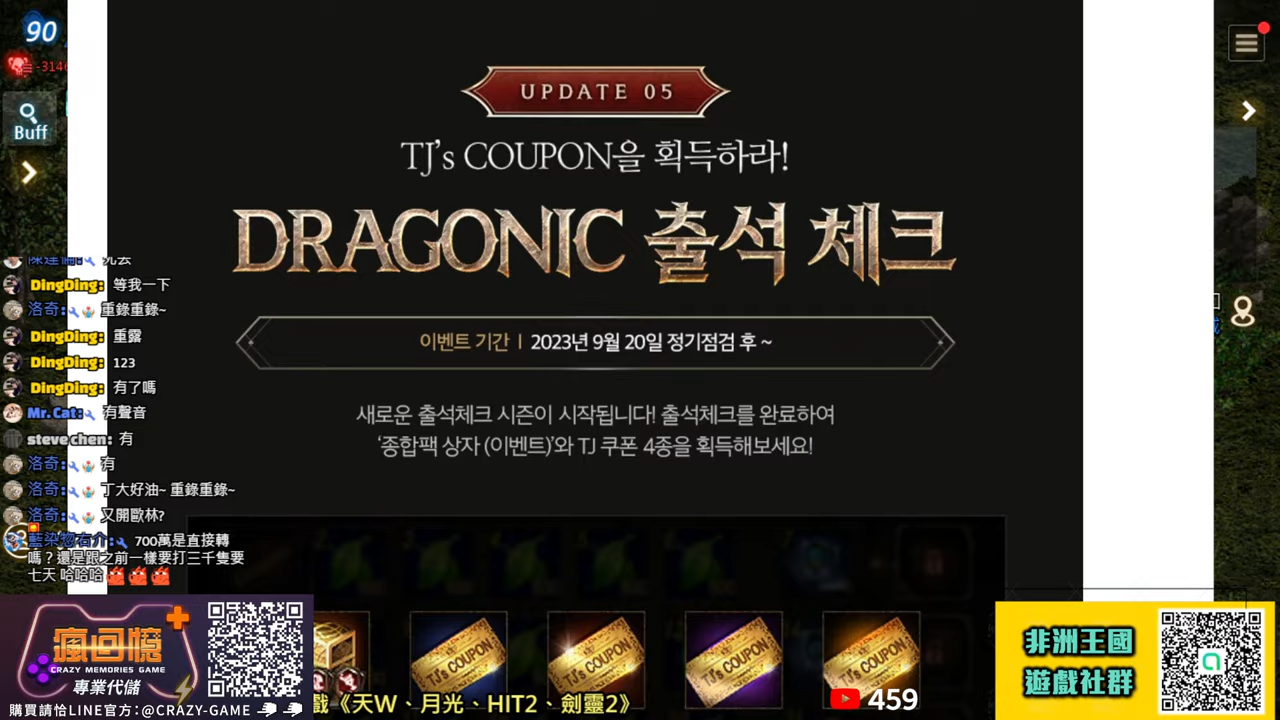 90
-314
Buff
UPDATE 05
TJ's COUPON을 획득하라!
DRAGONIC 출석 체크
이벤트 기간 | 2023년 9월 20일 정기점검 후 ~
새로운 출석체크 시즌이 시작됩니다! 출석체크를 완료하여
'종합팩 상자 (이벤트)'와 TJ 쿠폰 4종을 획득해보세요!
DingDing: 等我一下
洛奇: 重錄重錄~
DingDing: 重露
DingDing: 123
DingDing: 有了嗎
Mr. Cat: 有聲音
steve chen: 有
洛奇: 有
洛奇: 丁大好油~ 重錄重錄~
洛奇: 又開歐林?
藍染惣右介: 700萬是直接轉
嗎？還是跟之前一樣要打三千隻要
七天 哈哈哈
TJ's COUPON
TJ's COUPON
TJ's COUPON
TJ's COUPON
瘋回憶
CRAZY MEMORIES GAME
專業代儲
購買請恰LINE官方:@CRAZY-GAME
戲《天W、月光、HIT2、劍靈2》
459
非洲王國
遊戲社群